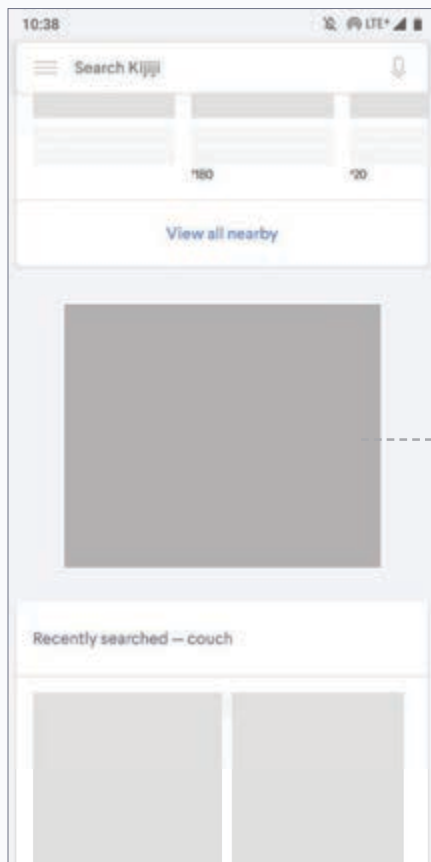 10:38 LTE+
Search Kijiji
$180 $20
View all nearby
Recently searched — couch